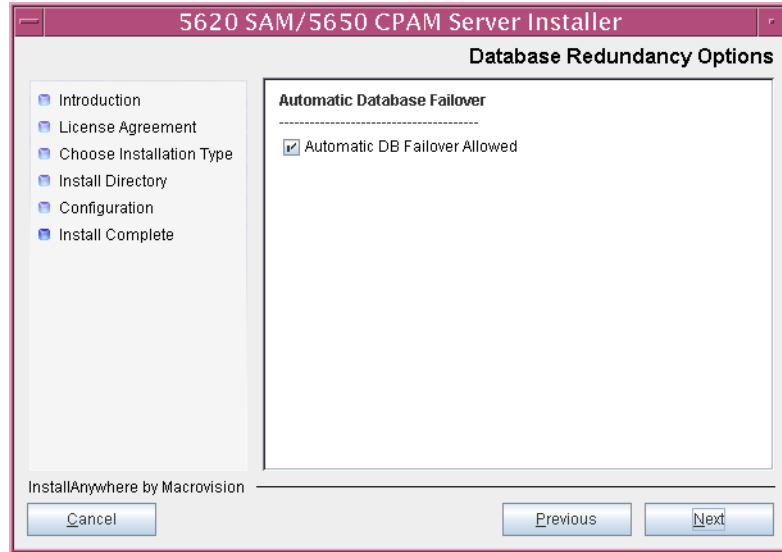 5620 SAM/5650 CPAM Server Installer
Database Redundancy Options
Introduction
License Agreement
Choose Installation Type
Install Directory
Configuration
Install Complete
Automatic Database Failover
---------------------------------------
Automatic DB Failover Allowed
InstallAnywhere by Macrovision
Cancel
Previous
Next